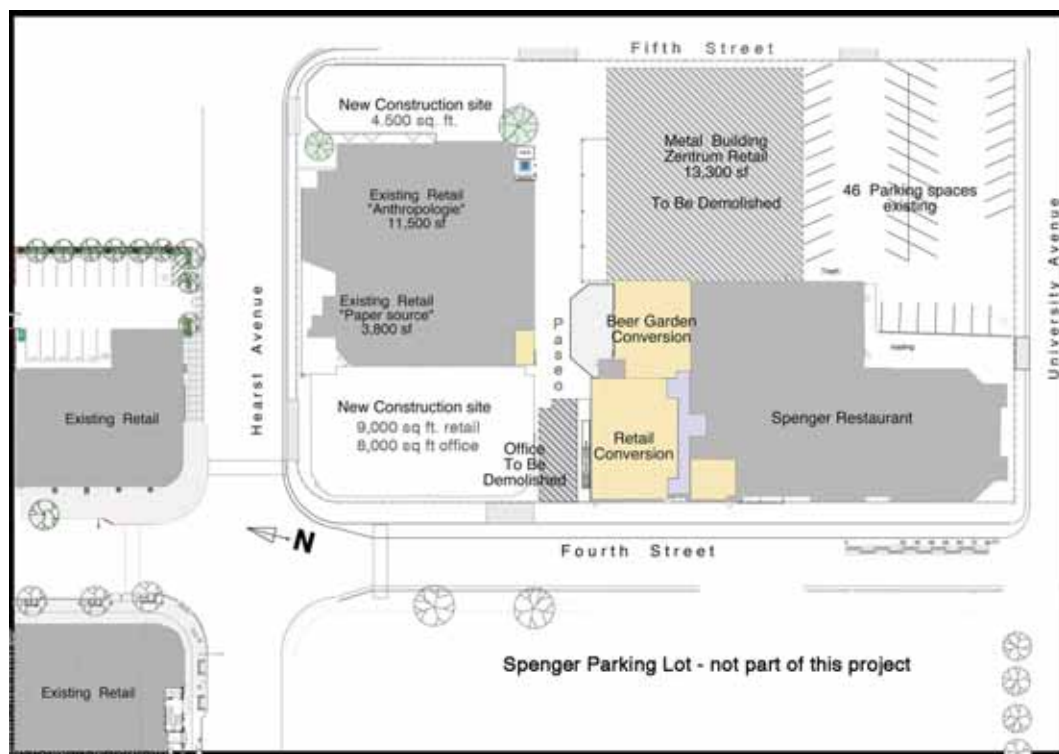 Fifth Street
New Construction site
4,500 sq. ft.
Metal Building
Zentrum Retail
13,300 sf
To Be Demolished
46 Parking spaces
existing
University Avenue
Existing Retail
"Anthropologie"
11,500 sf
Existing Retail
"Paper source"
3,800 sf
Hearst Avenue
Paseo
Beer Garden
Conversion
Existing Retail
New Construction site
9,000 sq ft. retail
8,000 sq ft office
Office
To Be
Demolished
Retail
Conversion
Spenger Restaurant
N
Fourth Street
Spenger Parking Lot - not part of this project
Existing Retail